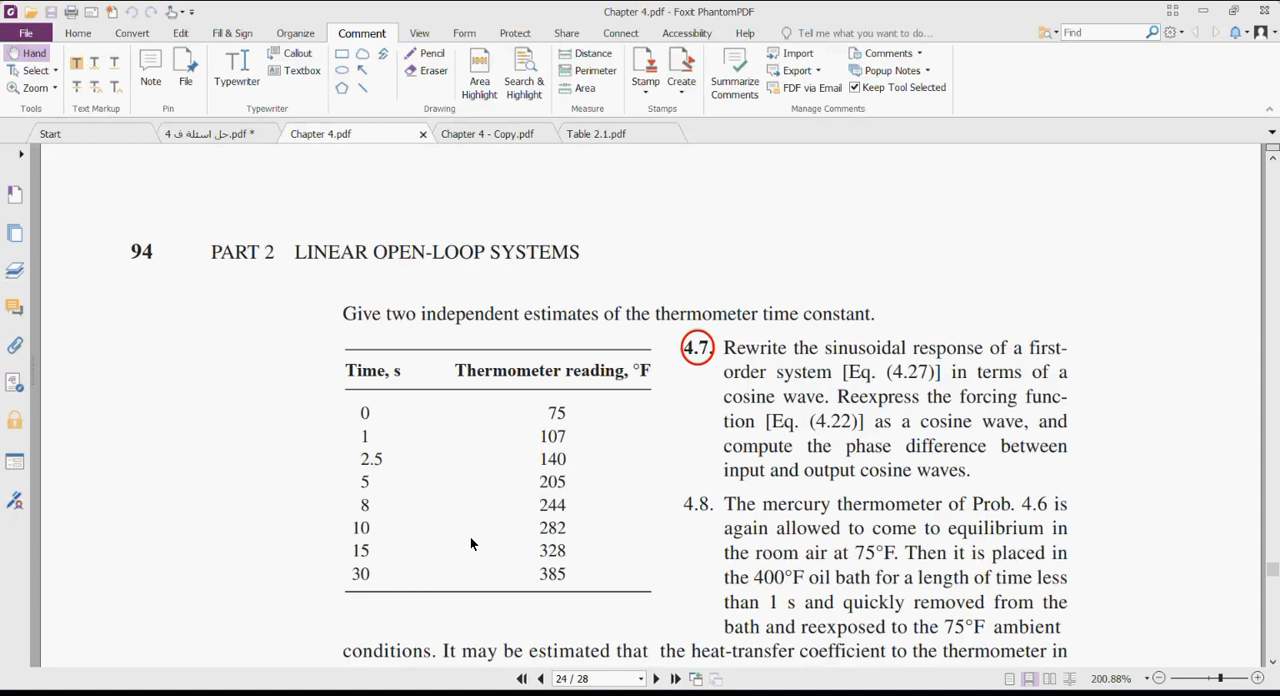 Chapter 4.pdf - Foxit PhantomPDF
File Home Convert Edit Fill & Sign Organize Comment View Form Protect Share Connect Accessibility Help Tell me what you want to do... Find
Hand
Select
Zoom
Tools
Text Markup
Note
File
Pin
Typewriter
Callout
Textbox
Typewriter
Pencil
Eraser
Drawing
Area Highlight
Search & Highlight
Distance
Perimeter
Area
Measure
Stamp
Create
Stamps
Summarize Comments
Import
Export
FDF via Email
Comments
Popup Notes
Keep Tool Selected
Manage Comments
Start
حل اسئلة ف 4.pdf *
Chapter 4.pdf
Chapter 4 - Copy.pdf
Table 2.1.pdf
94 PART 2 LINEAR OPEN-LOOP SYSTEMS
Give two independent estimates of the thermometer time constant.
Time, s Thermometer reading, °F
0 75
1 107
2.5 140
5 205
8 244
10 282
15 328
30 385
4.7. Rewrite the sinusoidal response of a first-
order system [Eq. (4.27)] in terms of a
cosine wave. Reexpress the forcing func-
tion [Eq. (4.22)] as a cosine wave, and
compute the phase difference between
input and output cosine waves.
4.8. The mercury thermometer of Prob. 4.6 is
again allowed to come to equilibrium in
the room air at 75°F. Then it is placed in
the 400°F oil bath for a length of time less
than 1 s and quickly removed from the
bath and reexposed to the 75°F ambient
conditions. It may be estimated that the heat-transfer coefficient to the thermometer in
24 / 28
200.88%